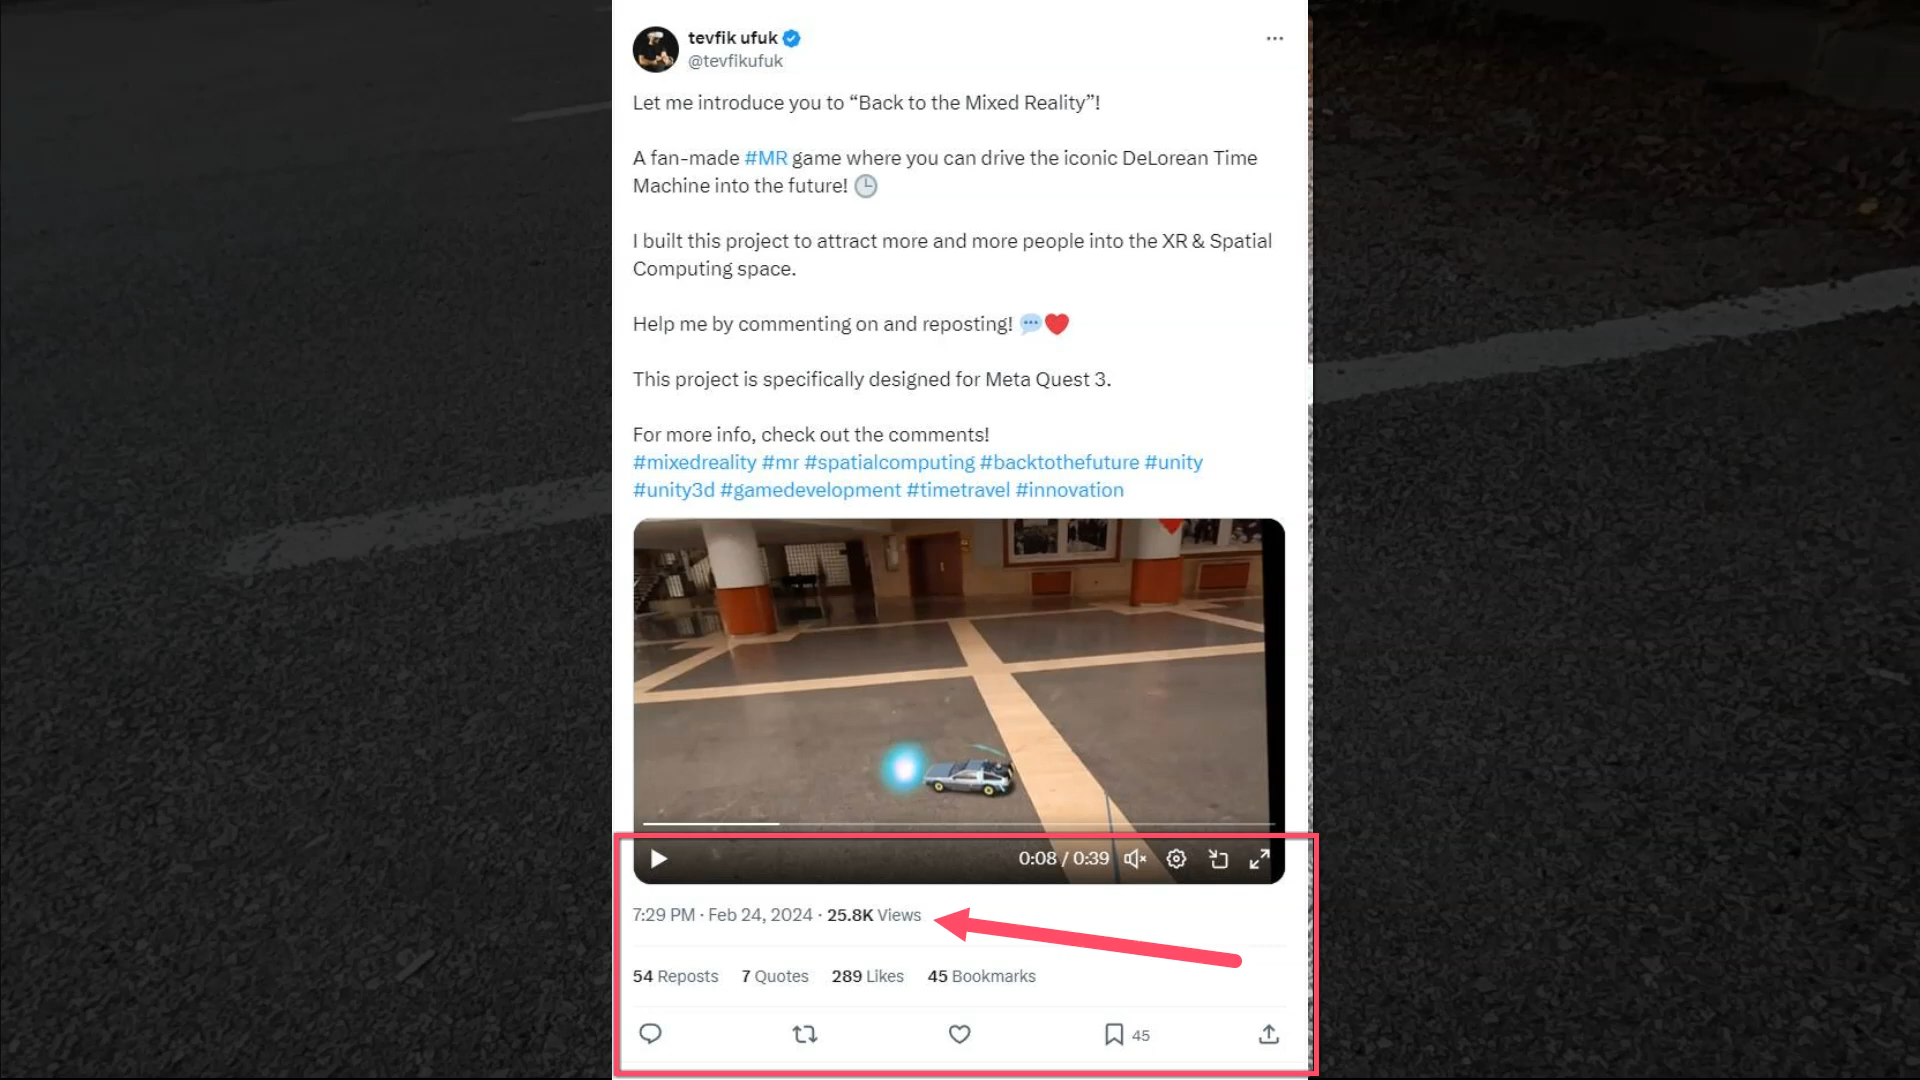 tevfik ufuk
@tevfikufuk
Let me introduce you to “Back to the Mixed Reality”!
A fan-made #MR game where you can drive the iconic DeLorean Time
Machine into the future! 🕒
I built this project to attract more and more people into the XR & Spatial
Computing space.
Help me by commenting on and reposting! 💬❤️
This project is specifically designed for Meta Quest 3.
For more info, check out the comments!
#mixedreality #mr #spatialcomputing #backtothefuture #unity
#unity3d #gamedevelopment #timetravel #innovation
0:08 / 0:39
7:29 PM · Feb 24, 2024 · 25.8K Views
54 Reposts 7 Quotes 289 Likes 45 Bookmarks
45